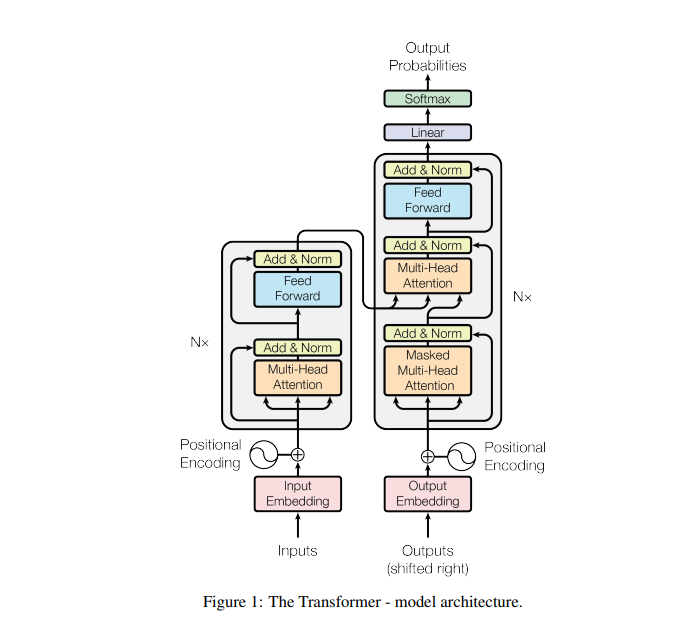 Output
Probabilities
Softmax
Linear
Add & Norm
Feed
Forward
Add & Norm
Multi-Head
Attention
Nx
Add & Norm
Masked
Multi-Head
Attention
Add & Norm
Feed
Forward
Nx
Add & Norm
Multi-Head
Attention
Positional
Encoding
Positional
Encoding
Input
Embedding
Output
Embedding
Inputs
Outputs
(shifted right)
Figure 1: The Transformer - model architecture.